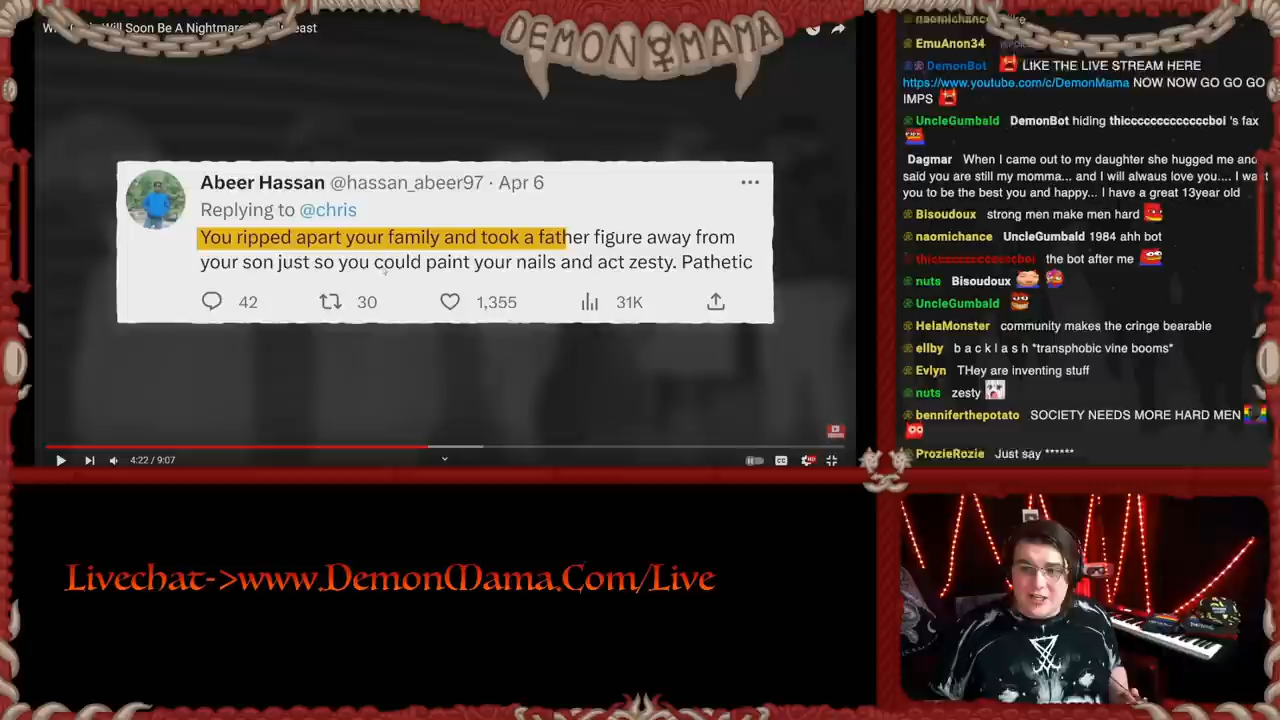 Will Soon Be A Nightmare
east
DEMON MAMA
Abeer Hassan @hassan_abeer97 · Apr 6
Replying to @chris
You ripped apart your family and took a father figure away from
your son just so you could paint your nails and act zesty. Pathetic
42 30 1,355 31K
4:22 / 9:07
Livechat->www.DemonMama.Com/Live
naomichance
EmuAnon34
DemonBot LIKE THE LIVE STREAM HERE
https://www.youtube.com/c/DemonMama NOW NOW GO GO GO
IMPS
UncleGumbald DemonBot hiding thicccccccccccccboi 's fax
Dagmar When I came out to my daughter she hugged me and
said you are still my momma... and I will alwaus love you.... I want
you to be the best you and happy... I have a great 13year old
Bisoudoux strong men make men hard
naomichance UncleGumbald 1984 ahh bot
the bot after me
nuts Bisoudoux
UncleGumbald
HelaMonster community makes the cringe bearable
ellby b a c k l a s h *transphobic vine booms*
Evlyn THey are inventing stuff
nuts zesty
benniferthepotato SOCIETY NEEDS MORE HARD MEN
ProzieRozie Just say ******